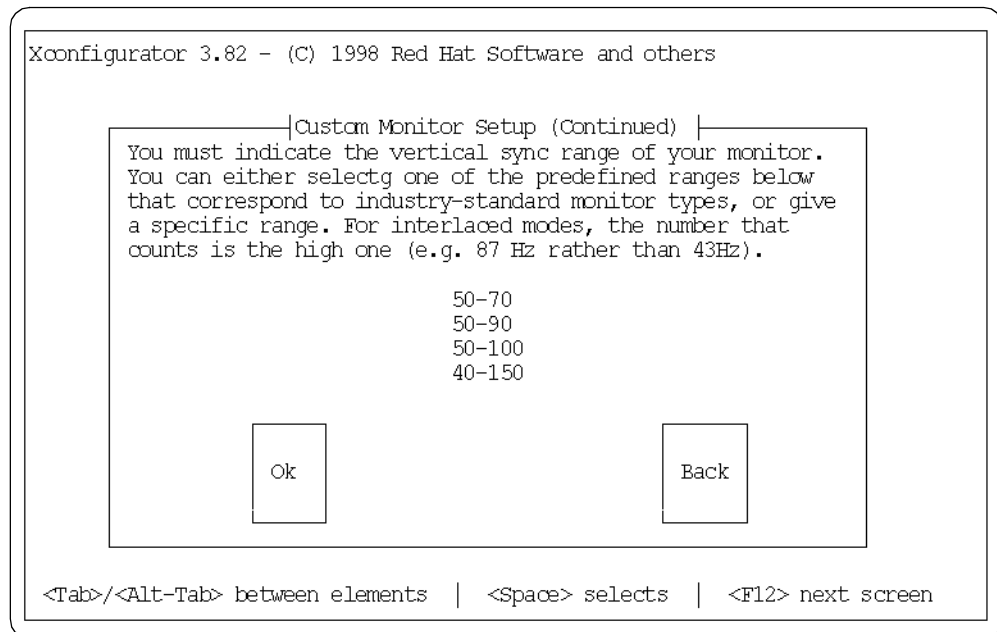 Xconfigurator 3.82 - (C) 1998 Red Hat Software and others
Custom Monitor Setup (Continued)
You must indicate the vertical sync range of your monitor.
You can either selectg one of the predefined ranges below
that correspond to industry-standard monitor types, or give
a specific range. For interlaced modes, the number that
counts is the high one (e.g. 87 Hz rather than 43Hz).
50-70
50-90
50-100
40-150
Ok
Back
<Tab>/<Alt-Tab> between elements | <Space> selects | <F12> next screen